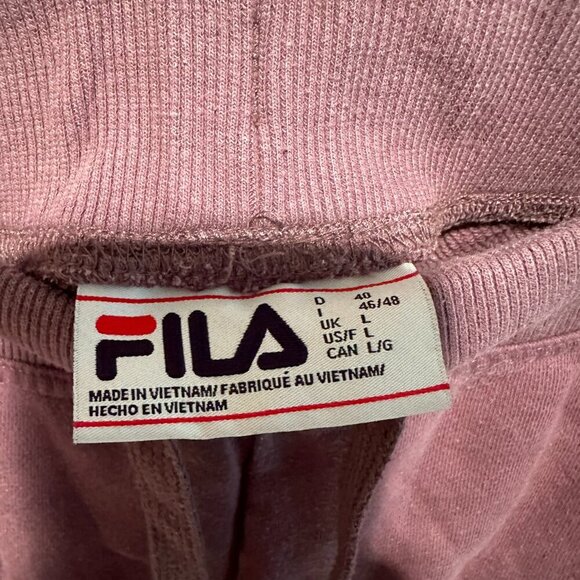 FILA
D 40
I 46/48
UK L
US/F L
CAN L/G
MADE IN VIETNAM/ FABRIQUÉ AU VIETNAM/
HECHO EN VIETNAM